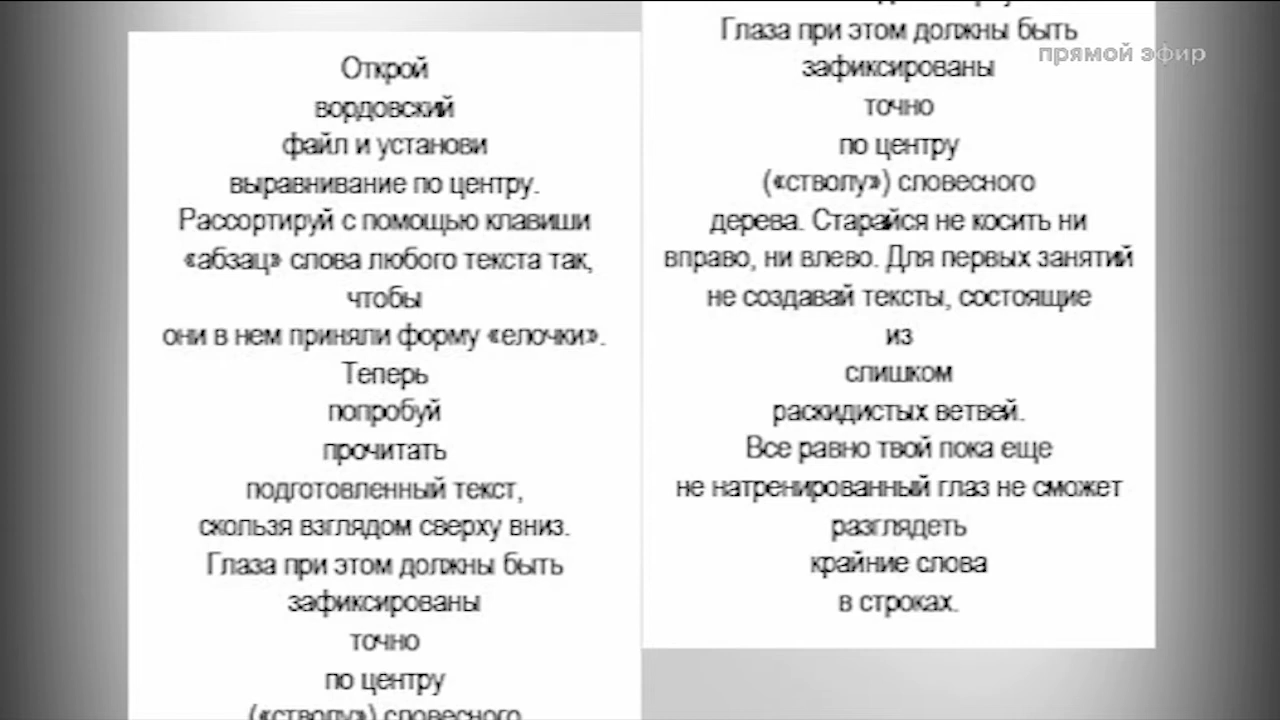 Открой
вордовский
файл и установи
выравнивание по центру.
Рассортируй с помощью клавиши
«абзац» слова любого текста так,
чтобы
они в нем приняли форму «елочки».
Теперь
попробуй
прочитать
подготовленный текст,
скользя взглядом сверху вниз.
Глаза при этом должны быть
зафиксированы
точно
по центру
(«стволу») словесного
Глаза при этом должны быть
зафиксированы
точно
по центру
(«стволу») словесного
дерева. Старайся не косить ни
вправо, ни влево. Для первых занятий
не создавай тексты, состоящие
из
слишком
раскидистых ветвей.
Все равно твой пока еще
не натренированный глаз не сможет
разглядеть
крайние слова
в строках.
прямой эфир